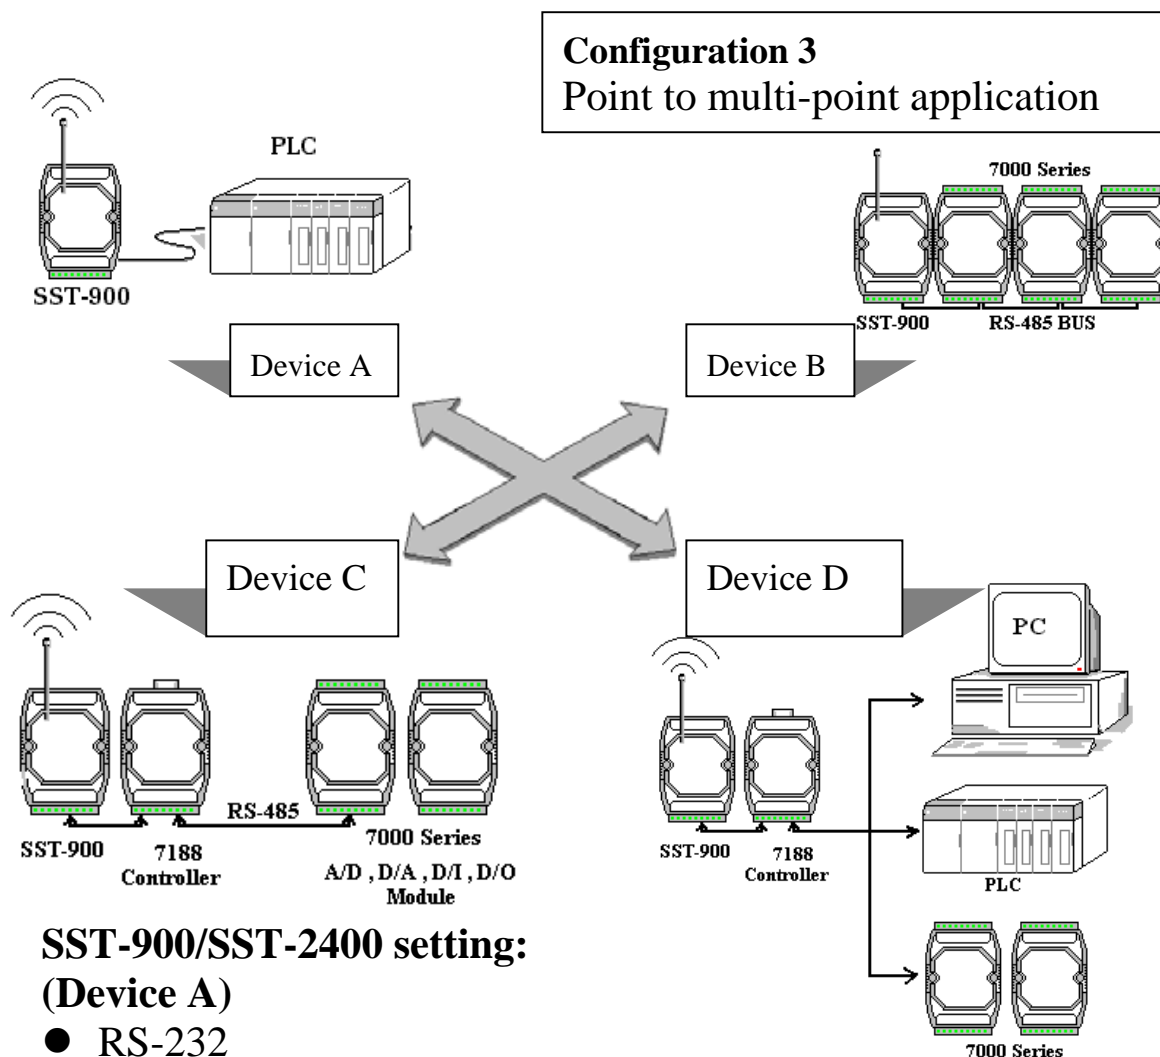 Configuration 3
Point to multi-point application
PLC
SST-900
7000 Series
SST-900
RS-485 BUS
Device A
Device B
Device C
Device D
SST-900
7188
Controller
RS-485
7000 Series
A/D , D/A , D/I , D/O
Module
PC
SST-900
7188
Controller
PLC
7000 Series
SST-900/SST-2400 setting:
(Device A)
● RS-232